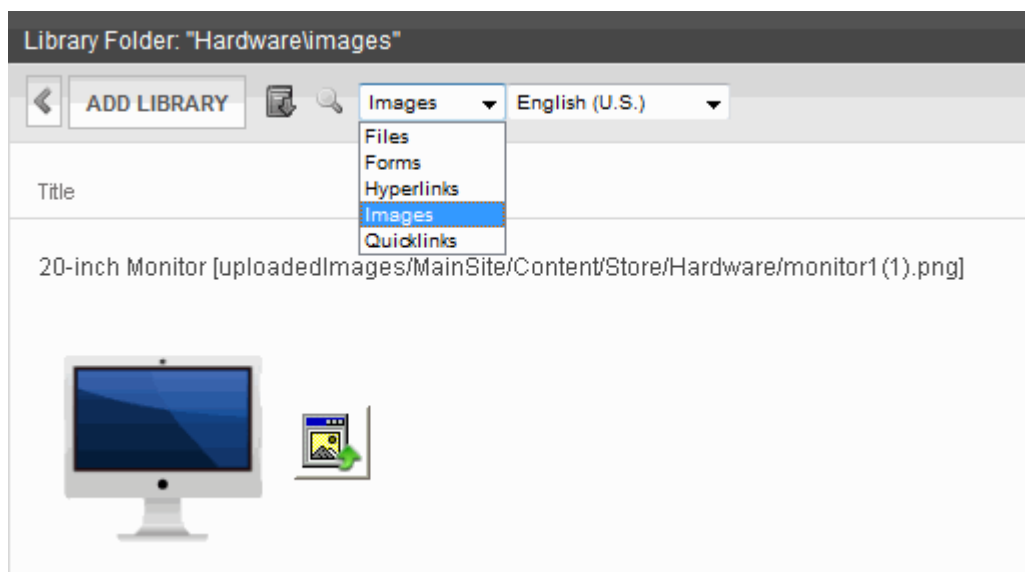 Library Folder: "Hardware\images"
ADD LIBRARY Images English (U.S.)
Files
Forms
Hyperlinks
Images
Quicklinks
Title
20-inch Monitor [uploadedImages/MainSite/Content/Store/Hardware/monitor1(1).png]